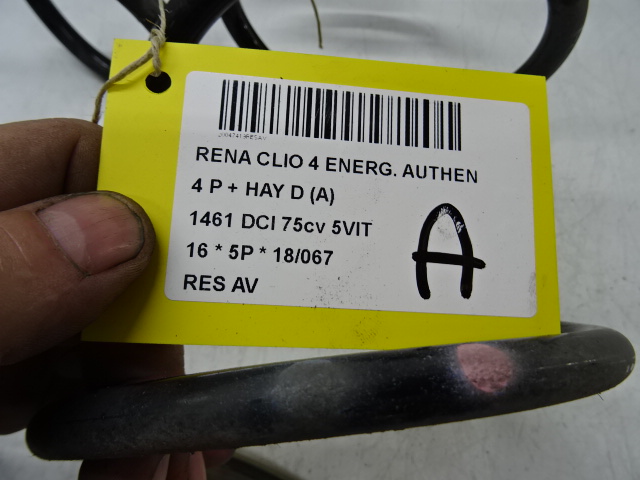 RENA CLIO 4 ENERG. AUTHEN
4 P + HAY D (A)
1461 DCI 75cv 5VIT
16 * 5P * 18/067
RES AV
A